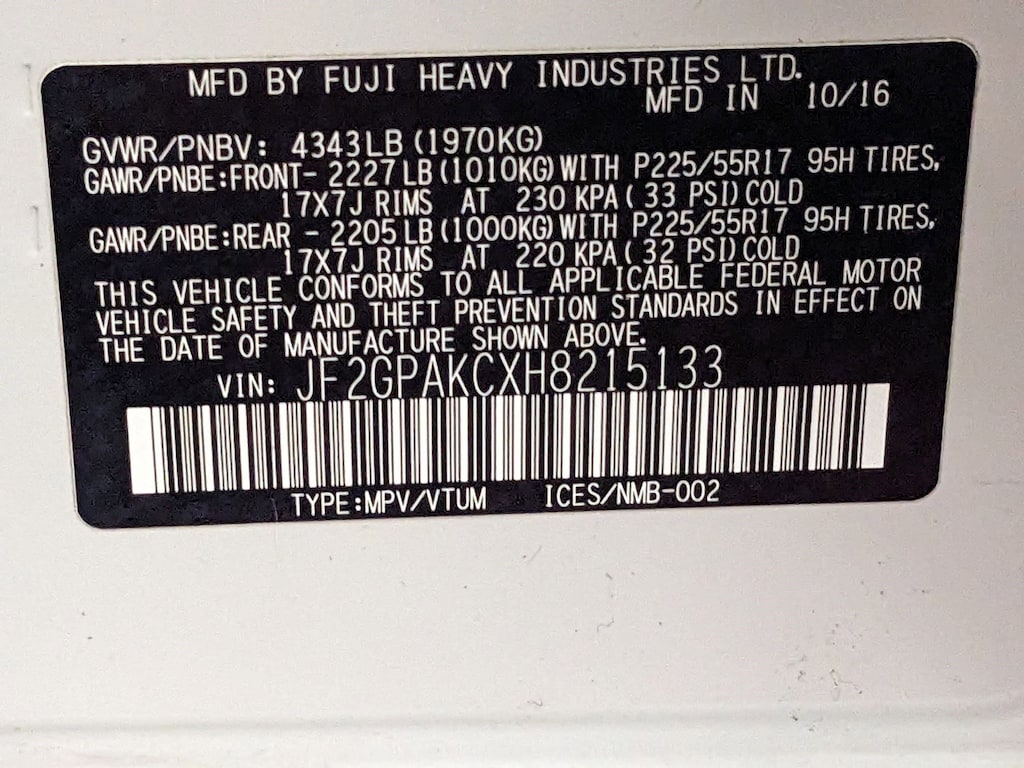 MFD BY FUJI HEAVY INDUSTRIES LTD.
MFD IN 10/16
GVWR/PNBV: 4343LB (1970KG)
GAWR/PNBE:FRONT- 2227LB (1010KG) WITH P225/55R17 95H TIRES,
17X7J RIMS AT 230 KPA ( 33 PSI) COLD
GAWR/PNBE:REAR - 2205LB (1000KG) WITH P225/55R17 95H TIRES,
17X7J RIMS AT 220 KPA ( 32 PSI) COLD
THIS VEHICLE CONFORMS TO ALL APPLICABLE FEDERAL MOTOR
VEHICLE SAFETY AND THEFT PREVENTION STANDARDS IN EFFECT ON
THE DATE OF MANUFACTURE SHOWN ABOVE.
VIN: JF2GPAKCXH8215133
TYPE:MPV/VTUM ICES/NMB-002